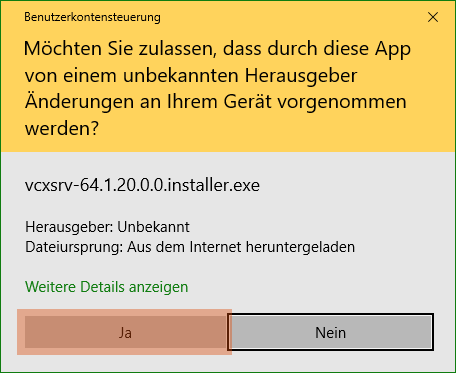 Benutzerkontensteuerung
Möchten Sie zulassen, dass durch diese App
von einem unbekannten Herausgeber
Änderungen an Ihrem Gerät vorgenommen
werden?
vcxsrv-64.1.20.0.0.installer.exe
Herausgeber: Unbekannt
Dateiursprung: Aus dem Internet heruntergeladen
Weitere Details anzeigen
Ja
Nein